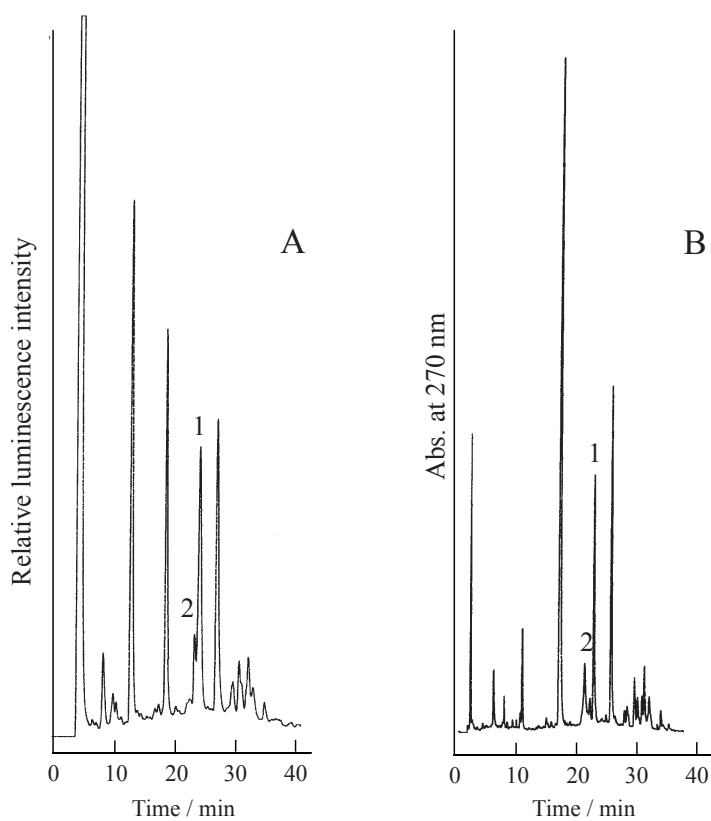 Relative luminescence intensity
A
1
2
0 10 20 30 40
Time / min
Abs. at 270 nm
B
1
2
0 10 20 30 40
Time / min